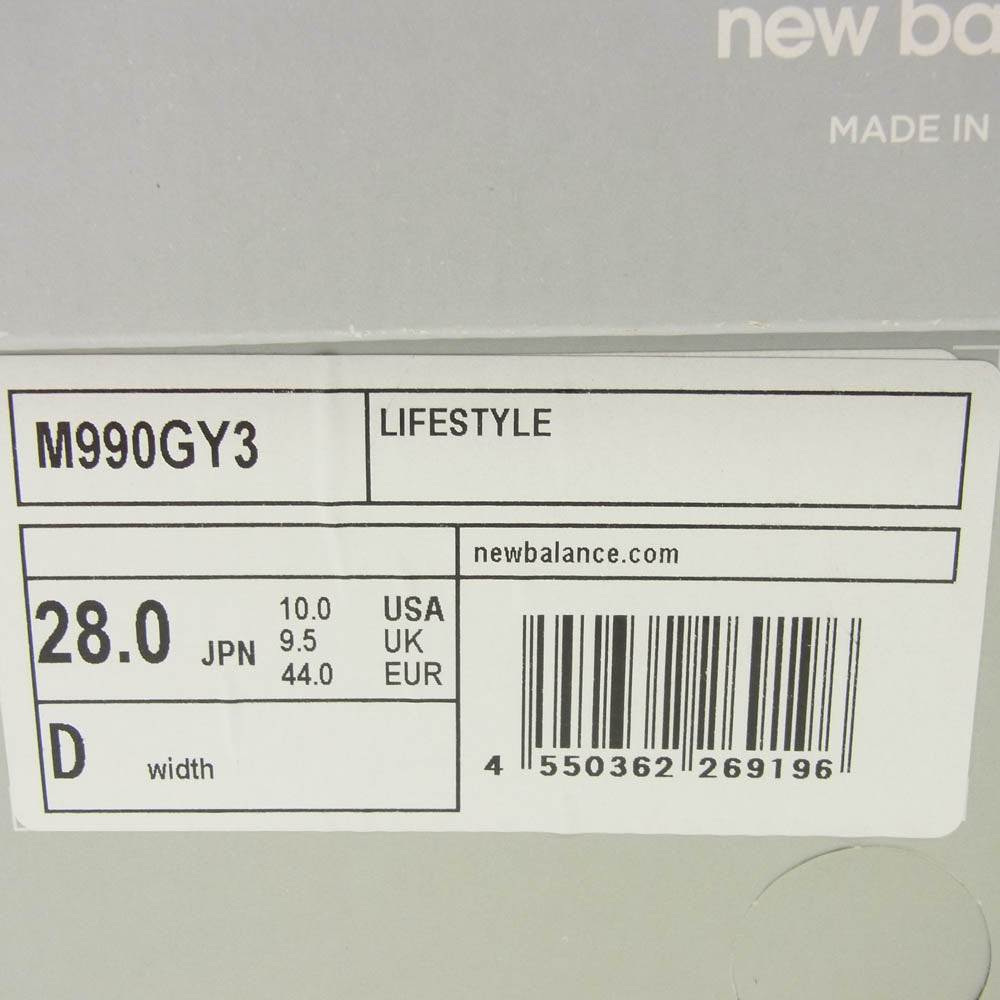 new ba
MADE IN
M990GY3
LIFESTYLE
newbalance.com
28.0 JPN
10.0 USA
9.5 UK
44.0 EUR
D width
4 550362 269196